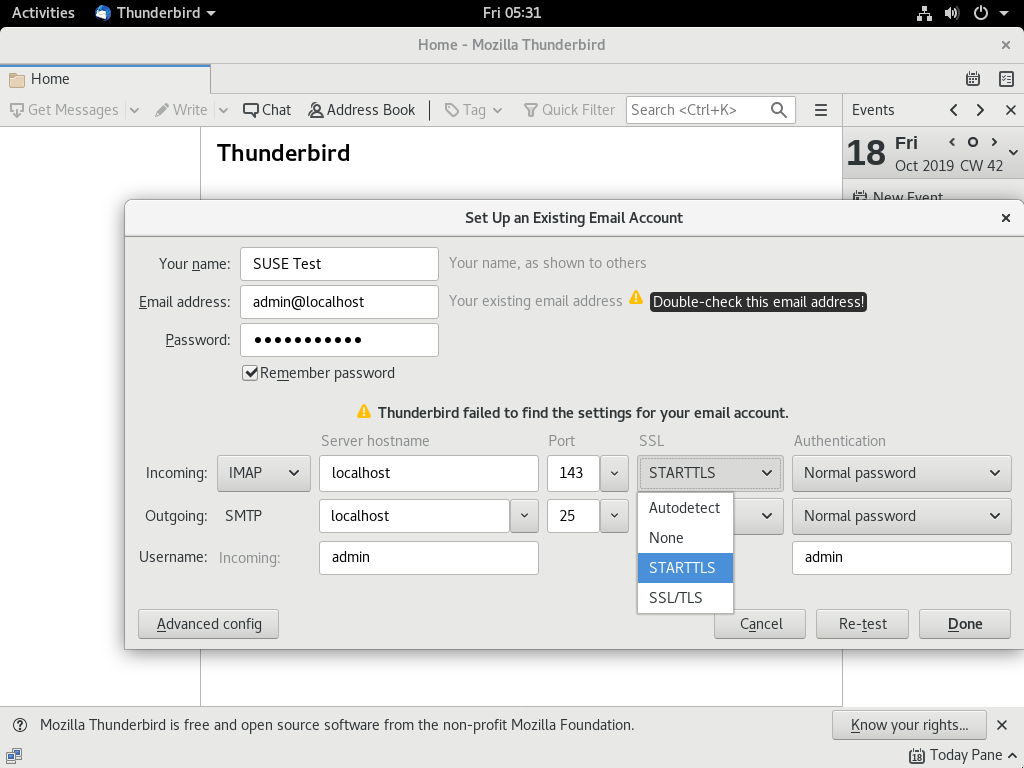 Activities Thunderbird Fri 05:31
Home - Mozilla Thunderbird
Home
Get Messages Write Chat Address Book Tag Quick Filter Search <Ctrl+K> Events
Thunderbird
18 Fri
Oct 2019 CW 42
New Event
Set Up an Existing Email Account
Your name: SUSE Test Your name, as shown to others
Email address: admin@localhost Your existing email address Double-check this email address!
Password: ●●●●●●●●●●●
Remember password
Thunderbird failed to find the settings for your email account.
Server hostname Port SSL Authentication
Incoming: IMAP localhost 143 STARTTLS Normal password
Autodetect
Outgoing: SMTP localhost 25 Normal password
None
Username: Incoming: admin admin
STARTTLS
SSL/TLS
Advanced config Cancel Re-test Done
Mozilla Thunderbird is free and open source software from the non-profit Mozilla Foundation. Know your rights...
18 Today Pane